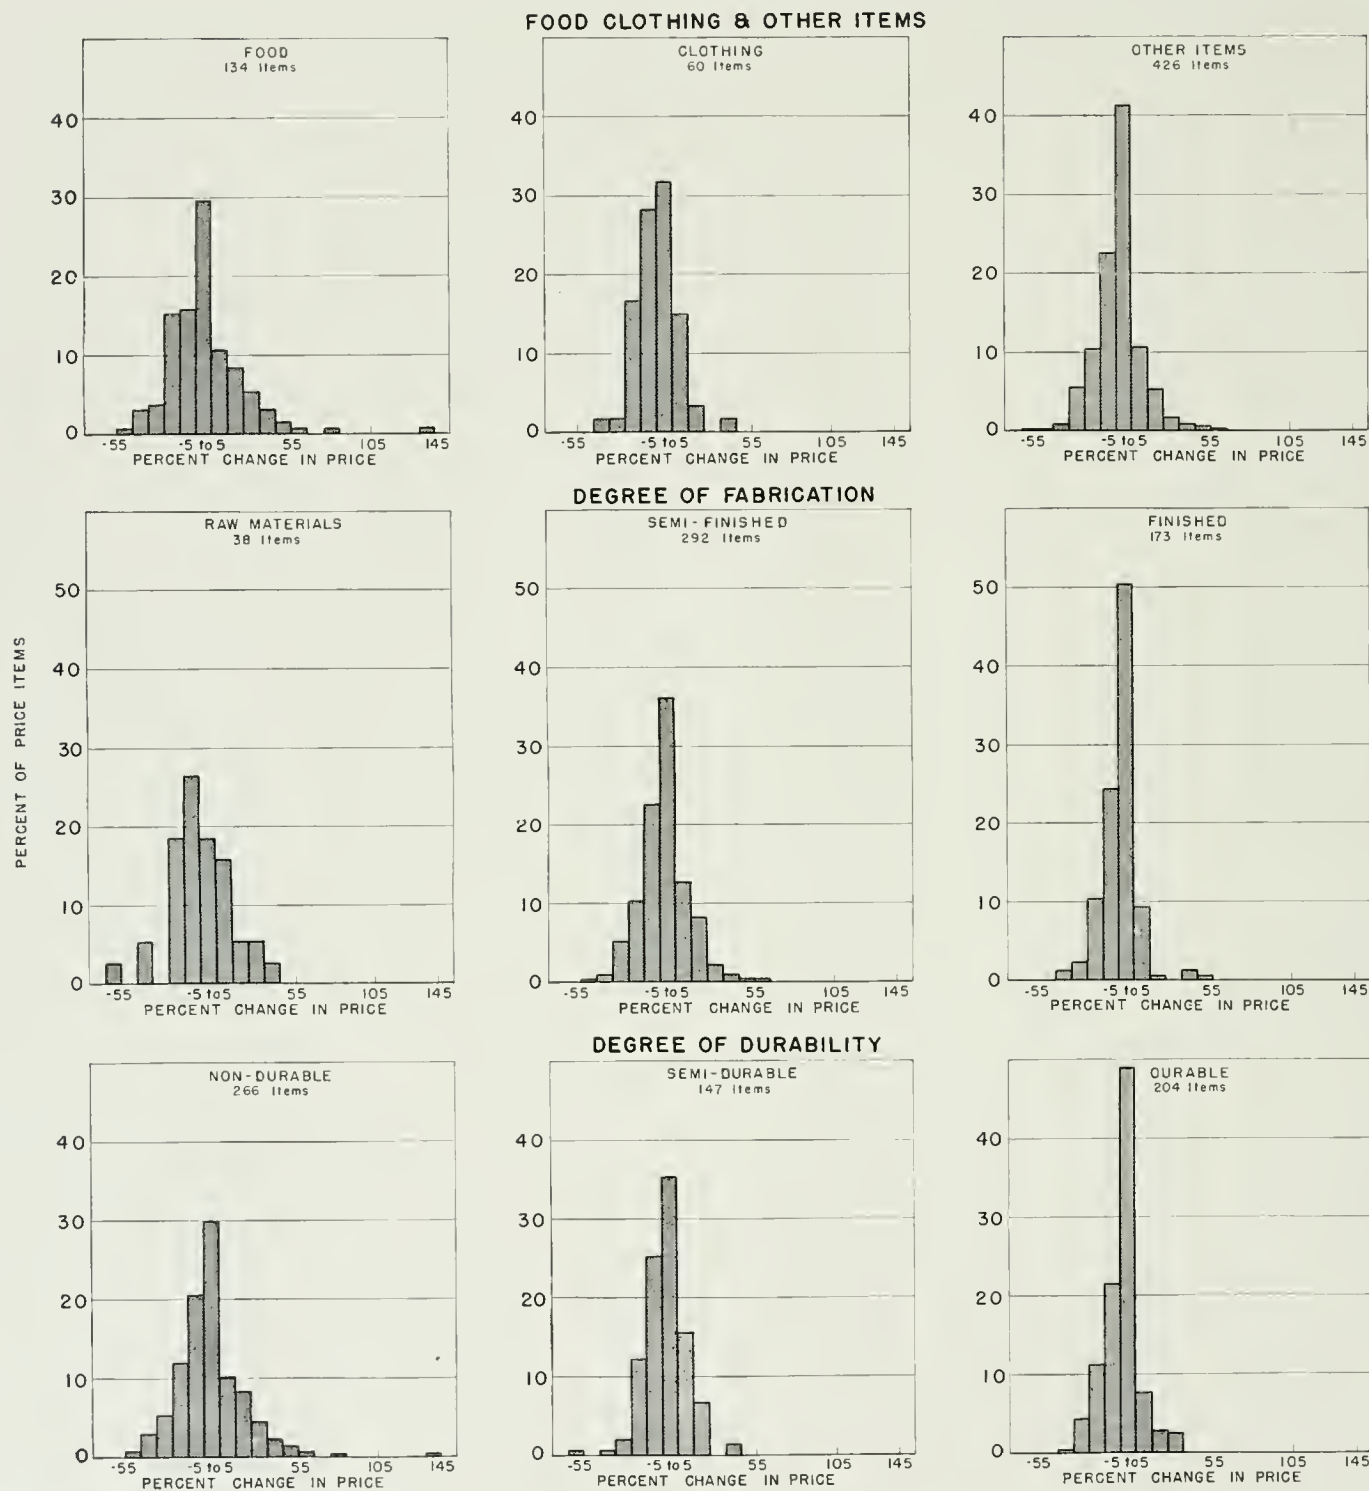 FOOD CLOTHING & OTHER ITEMS
FOOD
134 Items
40
30
20
10
0
-55 -5 to 5 55 105 145
PERCENT CHANGE IN PRICE
CLOTHING
60 Items
40
30
20
10
0
-55 -5 to 5 55 105 145
PERCENT CHANGE IN PRICE
OTHER ITEMS
426 Items
40
30
20
10
0
-55 -5 to 5 55 105 145
PERCENT CHANGE IN PRICE
PERCENT OF PRICE ITEMS
DEGREE OF FABRICATION
RAW MATERIALS
38 Items
50
40
30
20
10
0
-55 -5 to 5 55 105 145
PERCENT CHANGE IN PRICE
SEMI-FINISHED
292 Items
50
40
30
20
10
0
-55 -5 to 5 55 105 145
PERCENT CHANGE IN PRICE
FINISHED
173 Items
50
40
30
20
10
0
-55 -5 to 5 55 105 145
PERCENT CHANGE IN PRICE
DEGREE OF DURABILITY
NON-DURABLE
266 Items
40
30
20
10
0
-55 -5 to 5 55 105 145
PERCENT CHANGE IN PRICE
SEMI-DURABLE
147 Items
40
30
20
10
0
-55 -5 to 5 55 105 145
PERCENT CHANGE IN PRICE
OURABLE
204 Items
40
30
20
10
0
-55 -5 to 5 55 105 145
PERCENT CHANGE IN PRICE